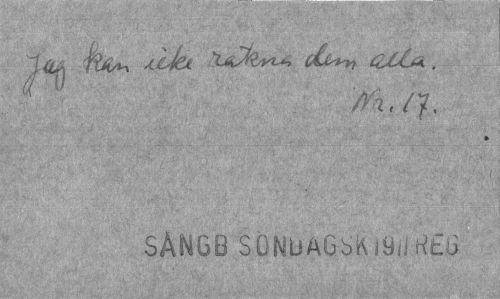 Jag kan icke räkna dem alla.
Nr. 17.
SÅNGB SÖNDAGSK 1911 REG